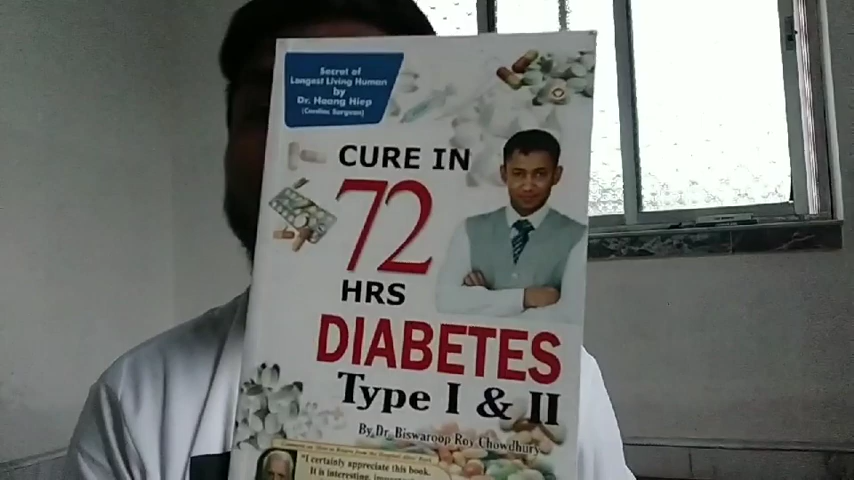 Secret of
Longest Living Human
by
Dr. Hoang Hiep
(Cardiac Surgeon)
CURE IN
72
HRS
DIABETES
Type I & II
By Dr. Biswaroop Roy Chowdhury
"I certainly appreciate this book.
It is interesting,